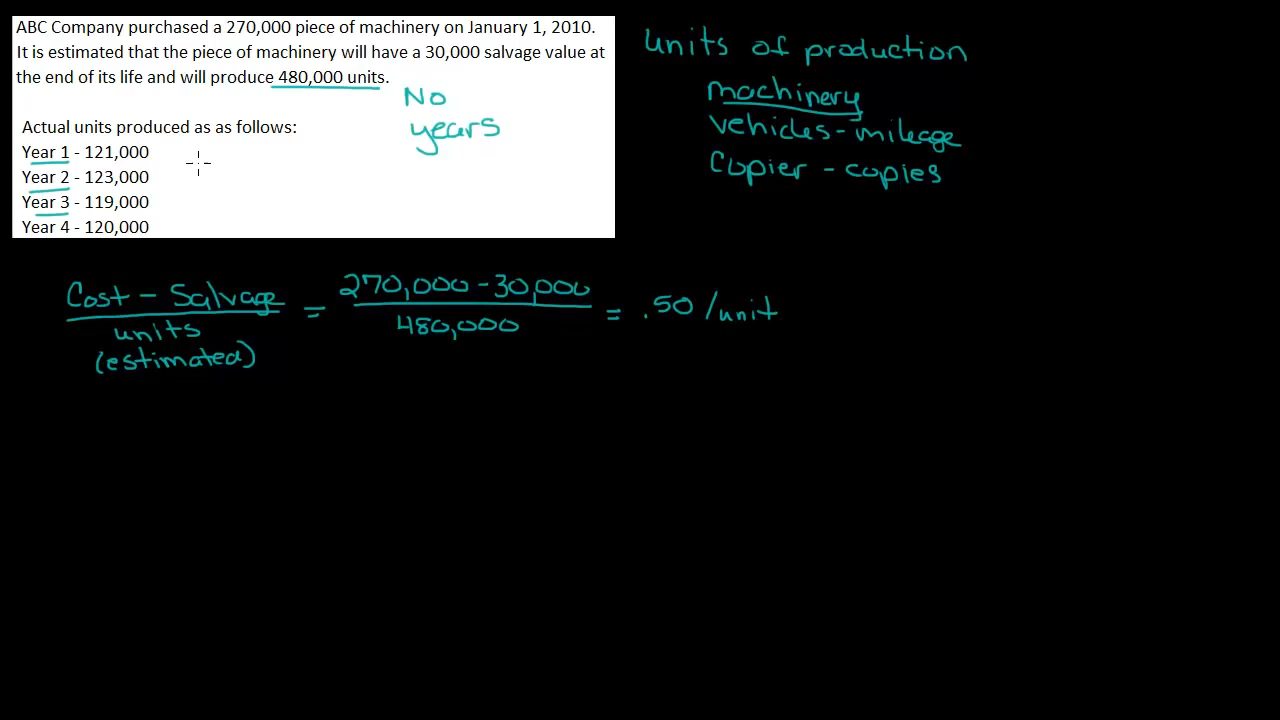 ABC Company purchased a 270,000 piece of machinery on January 1, 2010.
It is estimated that the piece of machinery will have a 30,000 salvage value at
the end of its life and will produce 480,000 units.
No
years
Actual units produced as as follows:
Year 1 - 121,000
Year 2 - 123,000
Year 3 - 119,000
Year 4 - 120,000
units of production
machinery
vehicles - mileage
Copier - copies
Cost - Salvage = 270,000 - 30,000 = .50 / unit
units 480,000
(estimated)